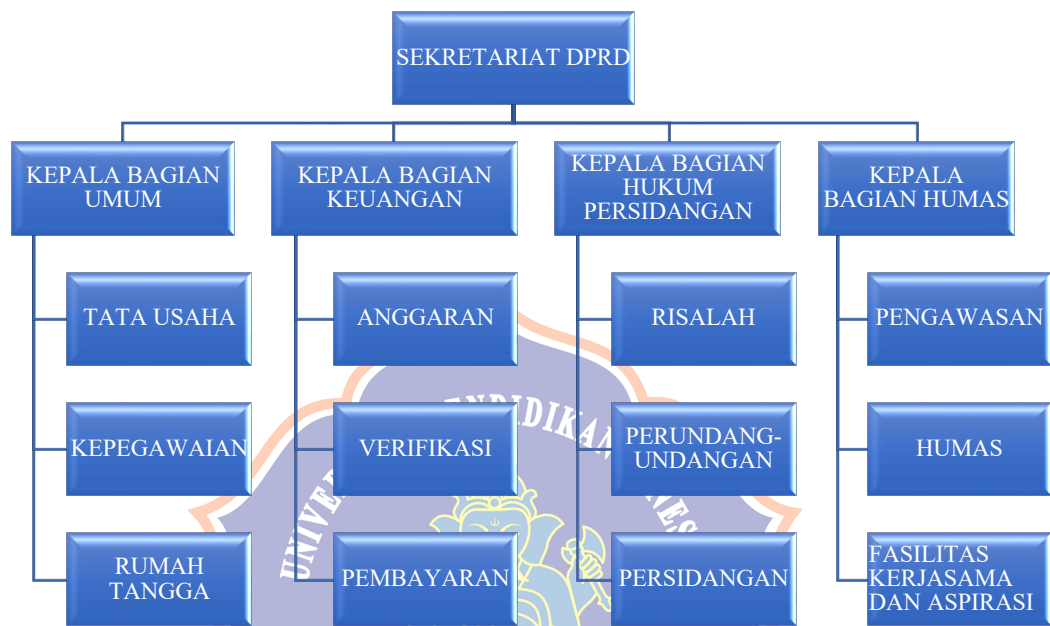 SEKRETARIAT DPRD
KEPALA BAGIAN
UMUM
KEPALA BAGIAN
KEUANGAN
KEPALA BAGIAN
HUKUM
PERSIDANGAN
KEPALA
BAGIAN HUMAS
TATA USAHA
ANGGARAN
RISALAH
PENGAWASAN
KEPEGAWAIAN
VERIFIKASI
PERUNDANG-
UNDANGAN
HUMAS
RUMAH
TANGGA
PEMBAYARAN
PERSIDANGAN
FASILITAS
KERJASAMA
DAN ASPIRASI